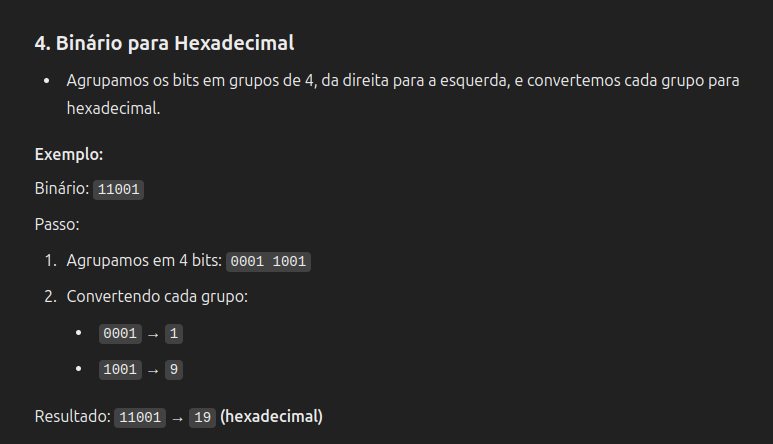 4. Binário para Hexadecimal
• Agrupamos os bits em grupos de 4, da direita para a esquerda, e convertemos cada grupo para
hexadecimal.
Exemplo:
Binário: 11001
Passo:
1. Agrupamos em 4 bits: 0001 1001
2. Convertendo cada grupo:
• 0001 → 1
• 1001 → 9
Resultado: 11001 → 19 (hexadecimal)